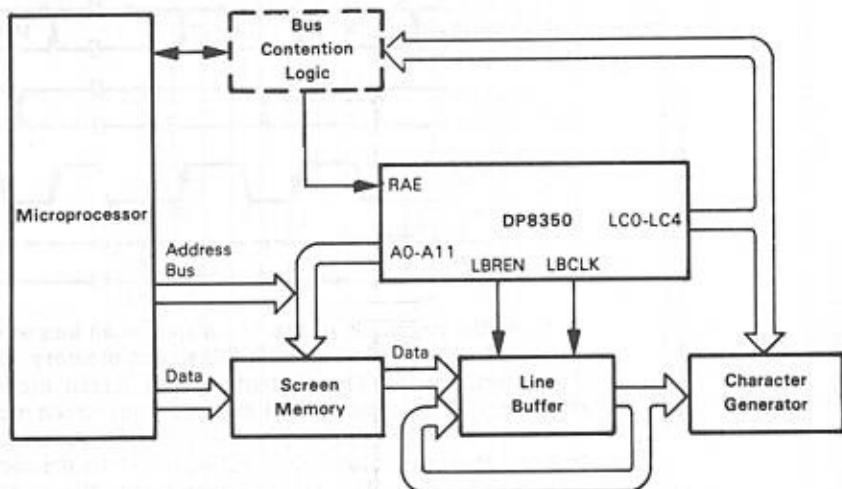 Bus
Contention
Logic
Microprocessor
RAE
DP8350
LC0-LC4
A0-A11
LBREN
LBCLK
Address
Bus
Data
Data
Screen
Memory
Line
Buffer
Character
Generator